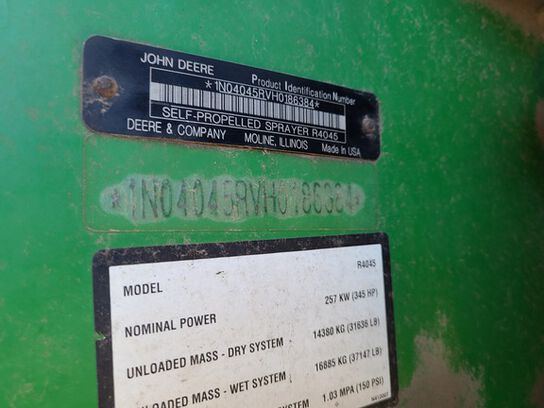 JOHN DEERE Product Identification Number
*1N04045RVH0186384*
SELF-PROPELLED SPRAYER R4045
DEERE & COMPANY MOLINE, ILLINOIS Made in USA
*1N04045RVH0186384*
MODEL R4045
NOMINAL POWER 257 KW (345 HP)
UNLOADED MASS - DRY SYSTEM 14380 KG (31636 LB)
UNLOADED MASS - WET SYSTEM 16885 KG (37147 LB)
SYSTEM 1.03 MPA (150 PSI)